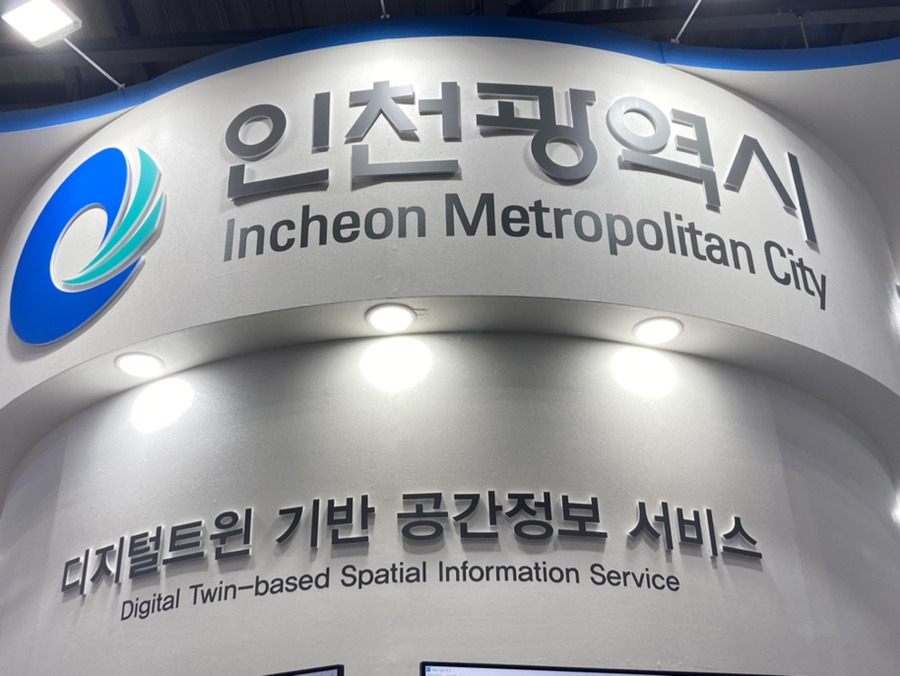 인천광역시
Incheon Metropolitan City
디지털트윈 기반 공간정보 서비스
Digital Twin-based Spatial Information Service